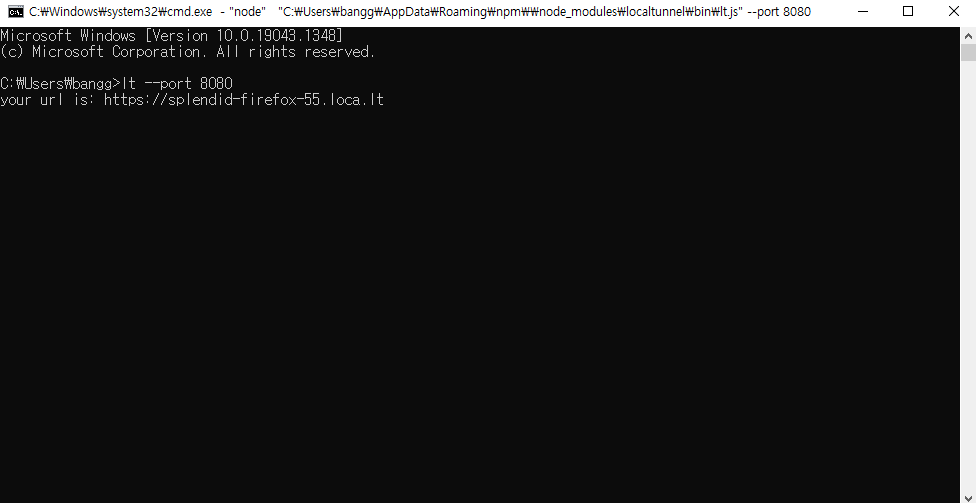 C:₩Windows₩system32₩cmd.exe - "node" "C:₩Users₩bangg₩AppData₩Roaming₩npm₩₩node_modules₩localtunnel₩bin₩lt.js" --port 8080
Microsoft Windows [Version 10.0.19043.1348]
(c) Microsoft Corporation. All rights reserved.
C:₩Users₩bangg>lt --port 8080
your url is: https://splendid-firefox-55.loca.lt